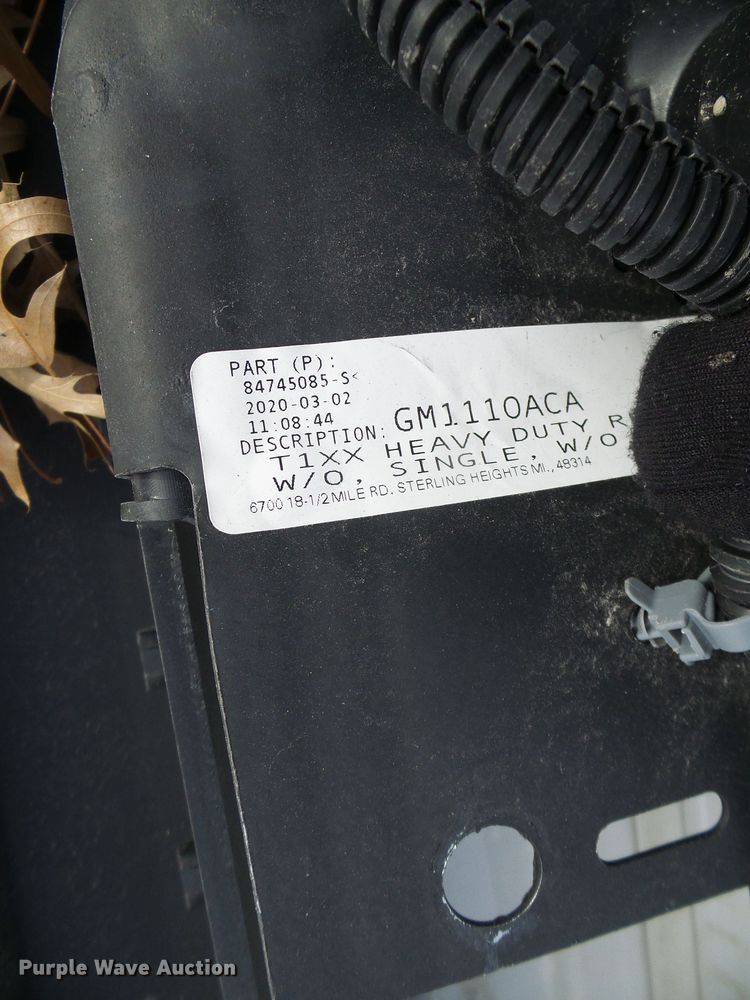 PART (P):
84745085-S<
2020-03-02
11:08:44
DESCRIPTION: GM1110ACA
T1XX HEAVY DUTY R
W/O, SINGLE, W/O
6700 18-1/2 MILE RD. STERLING HEIGHTS MI., 48314
Purple Wave Auction